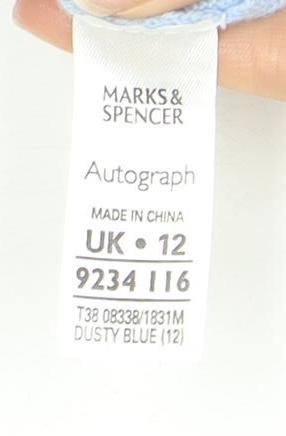 MARKS&
SPENCER
Autograph
MADE IN CHINA
UK • 12
9234 116
T38 08338/1831M
DUSTY BLUE (12)